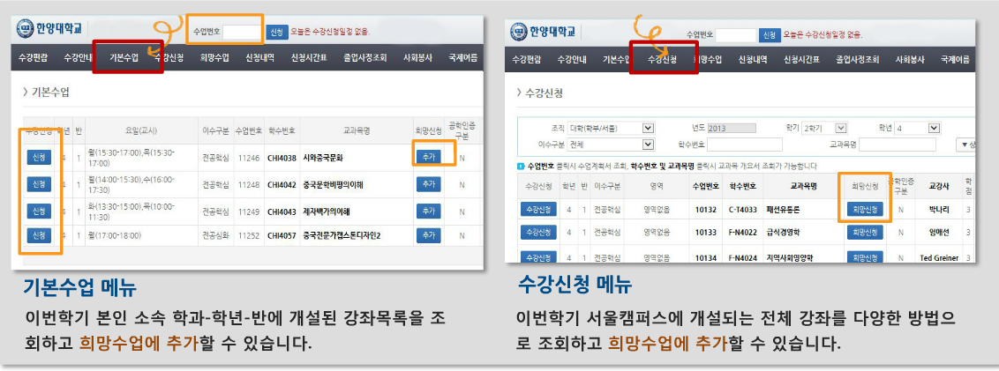 한양대학교
수업번호
신청
오늘은 수강신청일정 없음.
수강편람 수강안내 기본수업 수강신청 희망수업 신청내역 신청시간표 졸업사정조회 사회봉사 국제여름
> 기본수업
수강신청 학년 반 요일(교시) 이수구분 수업번호 학수번호 교과목명 희망신청 공학인증구분
신청 4 1 월(15:30-17:00),목(15:30-17:00) 전공핵심 11246 CHI4038 시와중국문화 추가 N
신청 4 1 월(14:00-15:30),수(16:00-17:30) 전공핵심 11248 CHI4042 중국문학비평의이해 추가 N
신청 4 1 화(13:30-15:00),목(10:00-11:30) 전공핵심 11249 CHI4043 제자백가의이해 추가 N
신청 4 1 월(17:00-18:00) 전공심화 11252 CHI4057 중국전문가캡스톤디자인2 추가 N
기본수업 메뉴
이번학기 본인 소속 학과-학년-반에 개설된 강좌목록을 조
회하고 희망수업에 추가할 수 있습니다.
한양대학교
수업번호
신청
오늘은 수강신청일정 없음.
수강편람 수강안내 기본수업 수강신청 희망수업 신청내역 신청시간표 졸업사정조회 사회봉사 국제여름
> 수강신청
조직 대학(학부/서울) 년도 2013 학기 2학기 학년 4
이수구분 전체 학수번호 교과목명
수업번호 클릭시 수업계획서 조회, 학수번호 및 교과목명 클릭시 교과목 개요서 조회가 가능합니다
수강신청 학년 반 이수구분 영역 수업번호 학수번호 교과목명 희망신청 공학인증구분 교강사 학점
수강신청 4 1 전공핵심 영역없음 10132 C-T4033 패션유통론 희망신청 N 박나리 3
수강신청 4 1 전공핵심 영역없음 10133 F-N4022 급식경영학 희망신청 N 엄애선 3
수강신청 4 1 전공핵심 영역없음 10134 F-N4024 지역사회영양학 희망신청 N Ted Greiner 3
수강신청 메뉴
이번학기 서울캠퍼스에 개설되는 전체 강좌를 다양한 방법으
로 조회하고 희망수업에 추가할 수 있습니다.